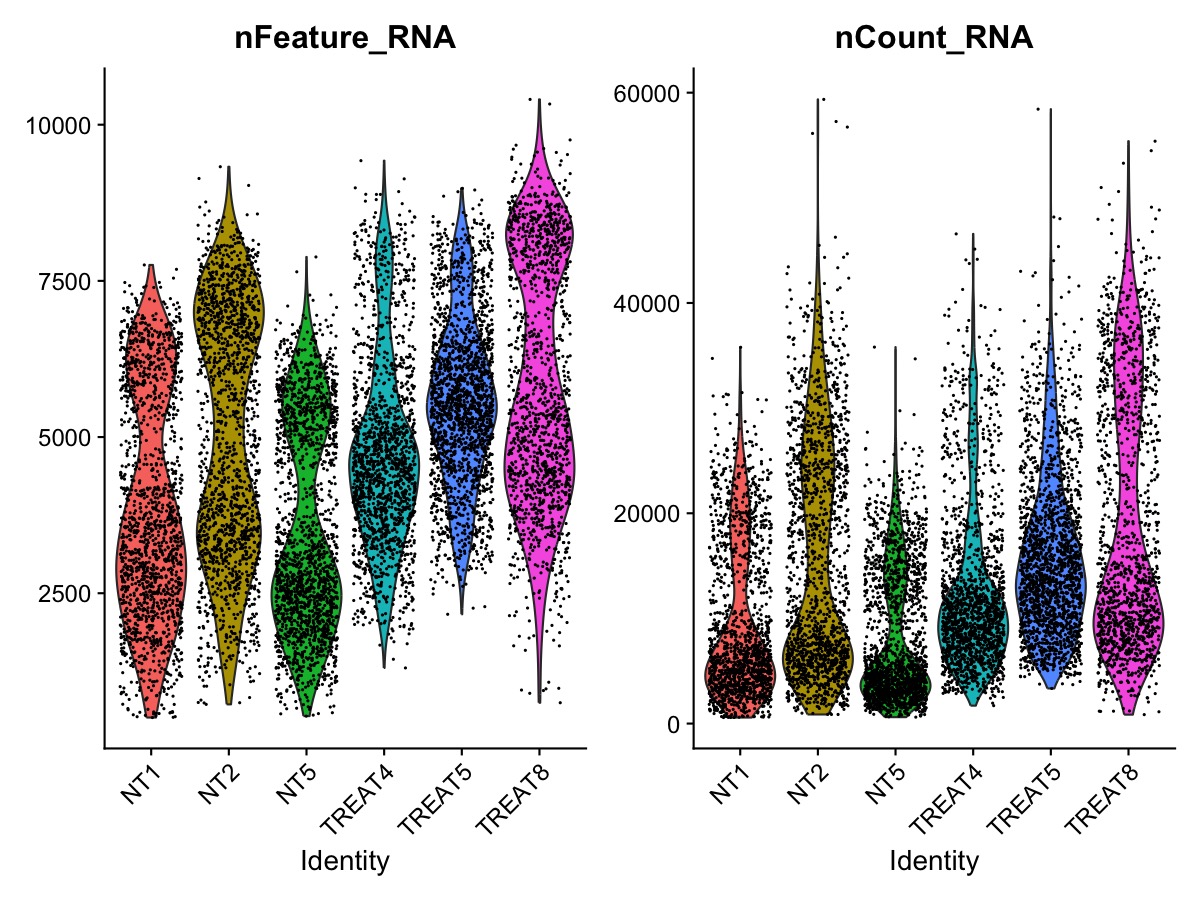 nFeature_RNA
10000
7500
5000
2500
NT1
NT2
NT5
TREAT4
TREAT5
TREAT8
Identity
nCount_RNA
60000
40000
20000
0
NT1
NT2
NT5
TREAT4
TREAT5
TREAT8
Identity